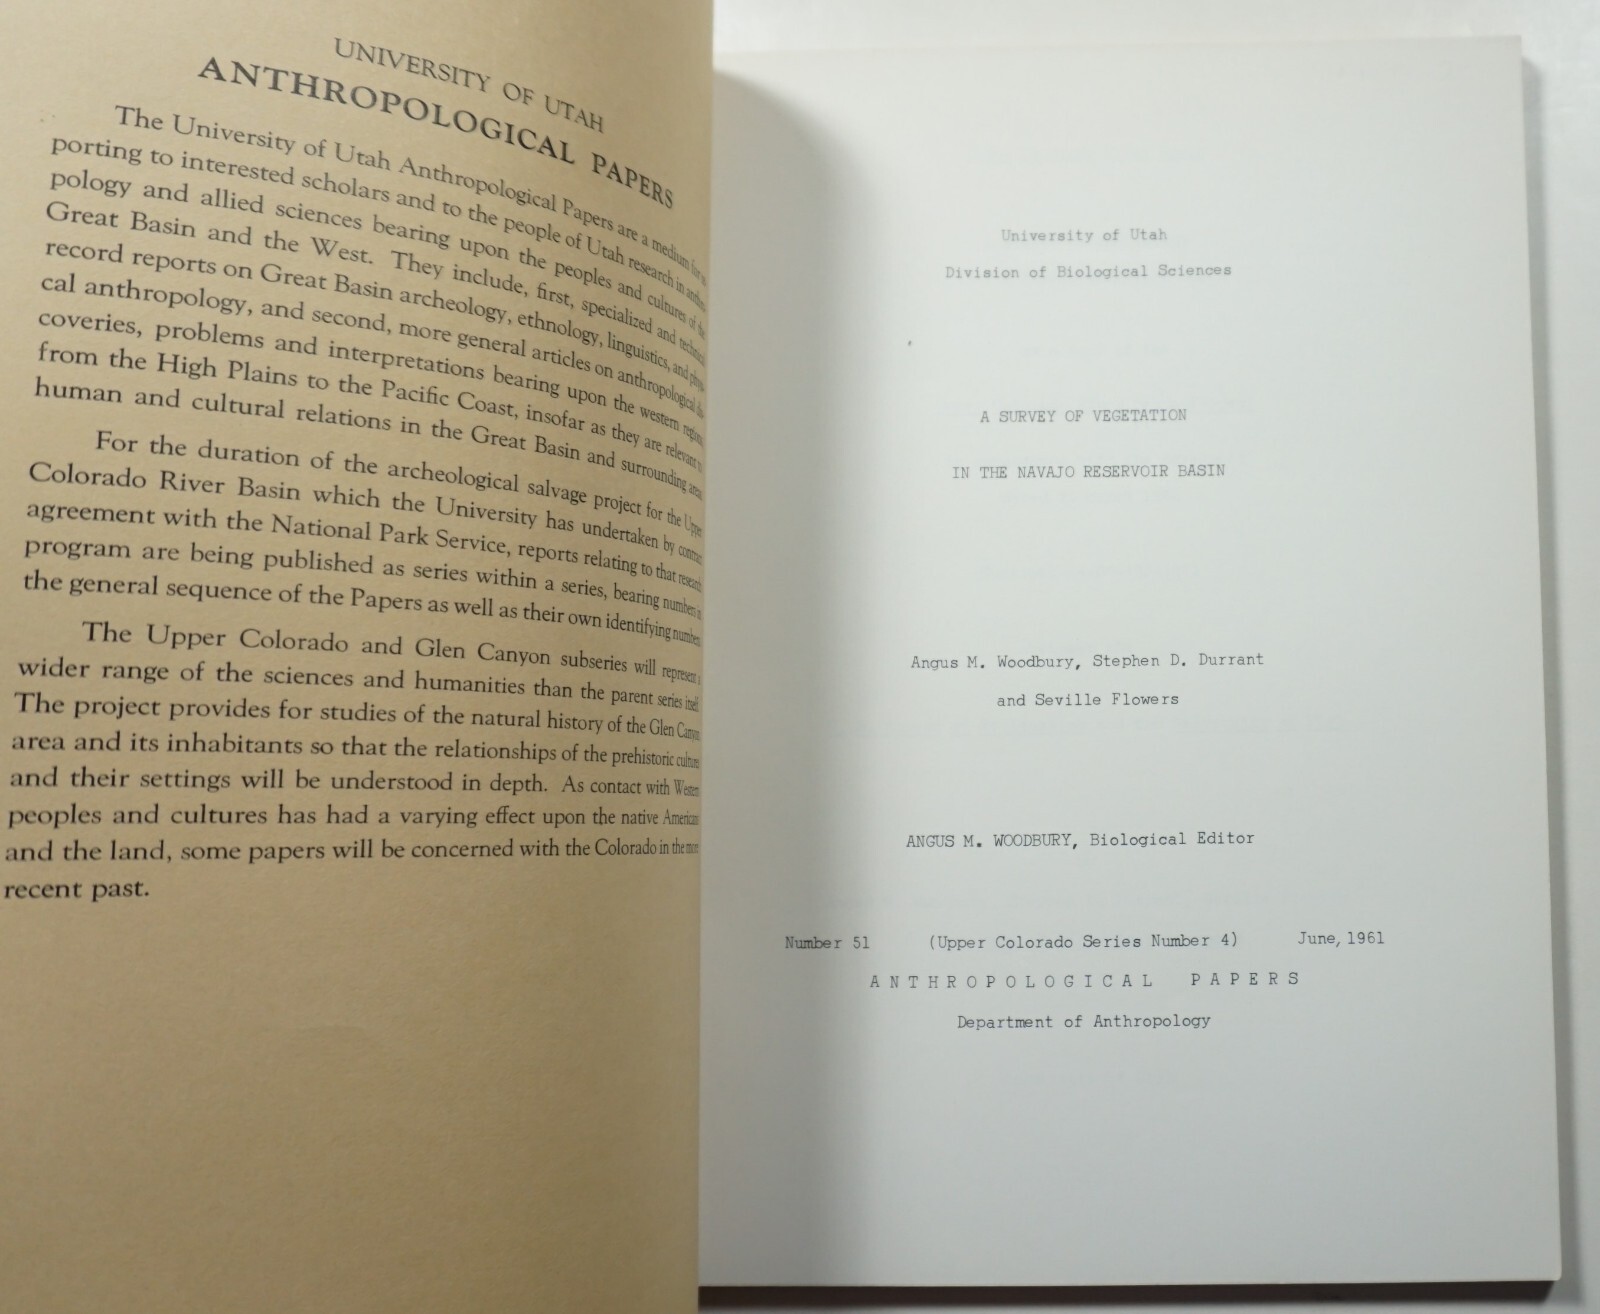 UNIVERSITY OF UTAH
ANTHROPOLOGICAL PAPERS
The University of Utah Anthropological Papers are a medium for
porting to interested scholars and to the people of Utah research in
pology and allied sciences bearing upon the peoples and cultures of the
Great Basin and the West. They include, first, specialized and technical
record reports on Great Basin archeology, ethnology, linguistics, and
cal anthropology, and second, more general articles on anthropological
coveries, problems and interpretations bearing upon the western
from the High Plains to the Pacific Coast, insofar as they are relevant
human and cultural relations in the Great Basin and surrounding
For the duration of the archeological salvage project for the Upper
Colorado River Basin which the University has undertaken by
agreement with the National Park Service, reports relating to that
program are being published as series within a series, bearing numbers
the general sequence of the Papers as well as their own identifying
The Upper Colorado and Glen Canyon subseries will represent a
wider range of the sciences and humanities than the parent series itself.
The project provides for studies of the natural history of the Glen Canyon
area and its inhabitants so that the relationships of the prehistoric
and their settings will be understood in depth. As contact with Western
peoples and cultures has had a varying effect upon the native American
and the land, some papers will be concerned with the Colorado in the more
recent past.
University of Utah
Division of Biological Sciences
A SURVEY OF VEGETATION
IN THE NAVAJO RESERVOIR BASIN
Angus M. Woodbury, Stephen D. Durrant
and Seville Flowers
ANGUS M. WOODBURY, Biological Editor
Number 51 (Upper Colorado Series Number 4) June, 1961
ANTHROPOLOGICAL PAPERS
Department of Anthropology